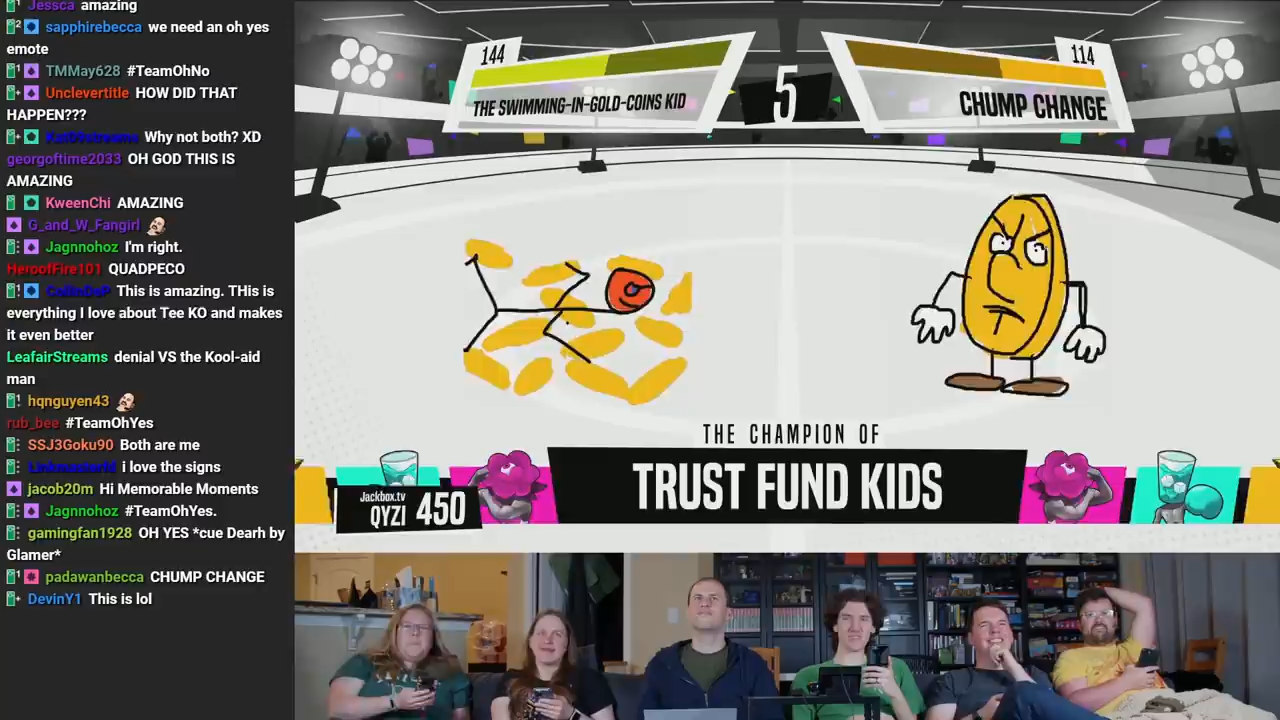 Jessca amazing
sapphirebecca we need an oh yes
emote
TMMay628 #TeamOhNo
Unclevertitle HOW DID THAT
HAPPEN???
Why not both? XD
georgoftime2033 OH GOD THIS IS
AMAZING
KweenChi AMAZING
G_and_W_Fangirl
Jagnnohoz I'm right.
HeroofFire101 QUADPECO
This is amazing. THis is
everything I love about Tee KO and makes
it even better
LeafairStreams denial VS the Kool-aid
man
hqnguyen43
rub_bee #TeamOhYes
SSJ3Goku90 Both are me
i love the signs
jacob20m Hi Memorable Moments
Jagnnohoz #TeamOhYes.
gamingfan1928 OH YES *cue Dearh by
Glamer*
padawanbecca CHUMP CHANGE
DevinY1 This is lol
144
THE SWIMMING-IN-GOLD-COINS KID
5
114
CHUMP CHANGE
THE CHAMPION OF
TRUST FUND KIDS
Jackbox.tv
QYZI 450